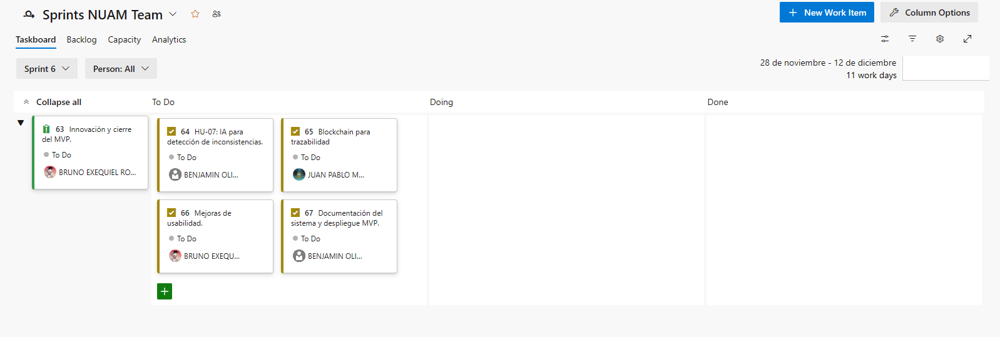 Sprints NUAM Team
New Work Item
Column Options
Taskboard Backlog Capacity Analytics
Sprint 6
Person: All
28 de noviembre - 12 de diciembre
11 work days
Collapse all
To Do
Doing
Done
63 Innovación y cierre
del MVP.
To Do
BRUNO EXEQUIEL RO...
64 HU-07: IA para
detección de inconsistencias.
To Do
BENJAMIN OLI...
65 Blockchain para
trazabilidad
To Do
JUAN PABLO M...
66 Mejoras de
usabilidad.
To Do
BRUNO EXEQU...
67 Documentación del
sistema y despliegue MVP.
To Do
BENJAMIN OLI...